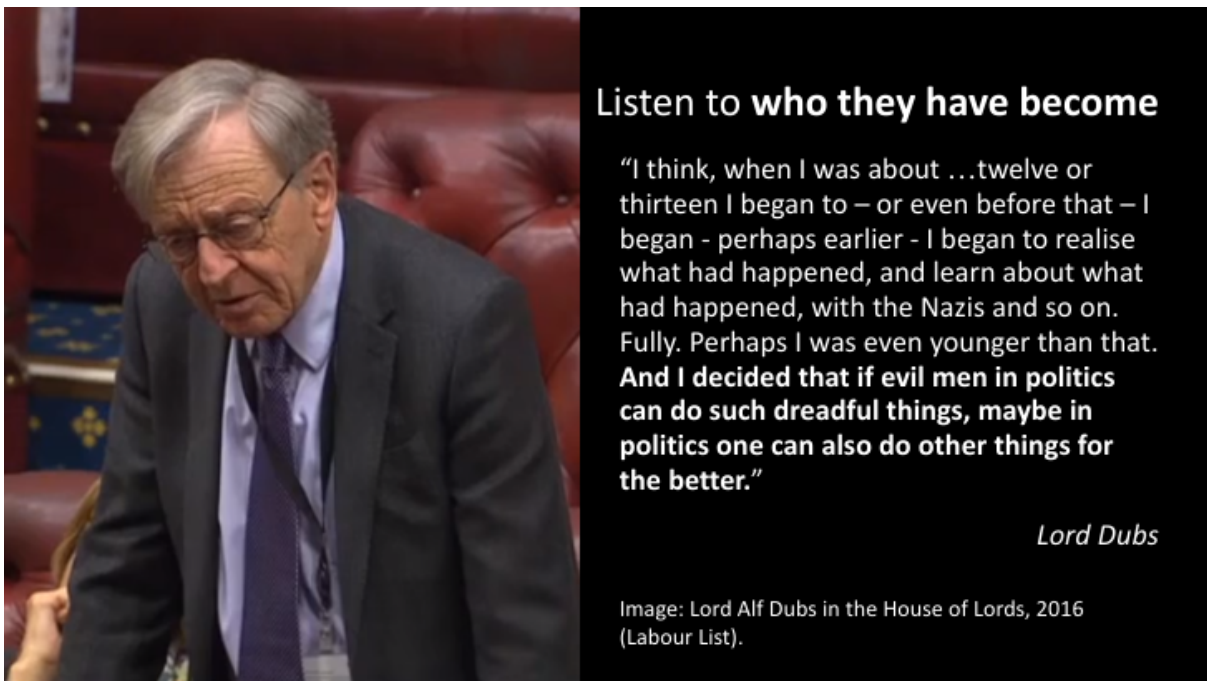 Listen to who they have become
“I think, when I was about …twelve or
thirteen I began to – or even before that – I
began - perhaps earlier - I began to realise
what had happened, and learn about what
had happened, with the Nazis and so on.
Fully. Perhaps I was even younger than that.
And I decided that if evil men in politics
can do such dreadful things, maybe in
politics one can also do other things for
the better.”
Lord Dubs
Image: Lord Alf Dubs in the House of Lords, 2016
(Labour List).